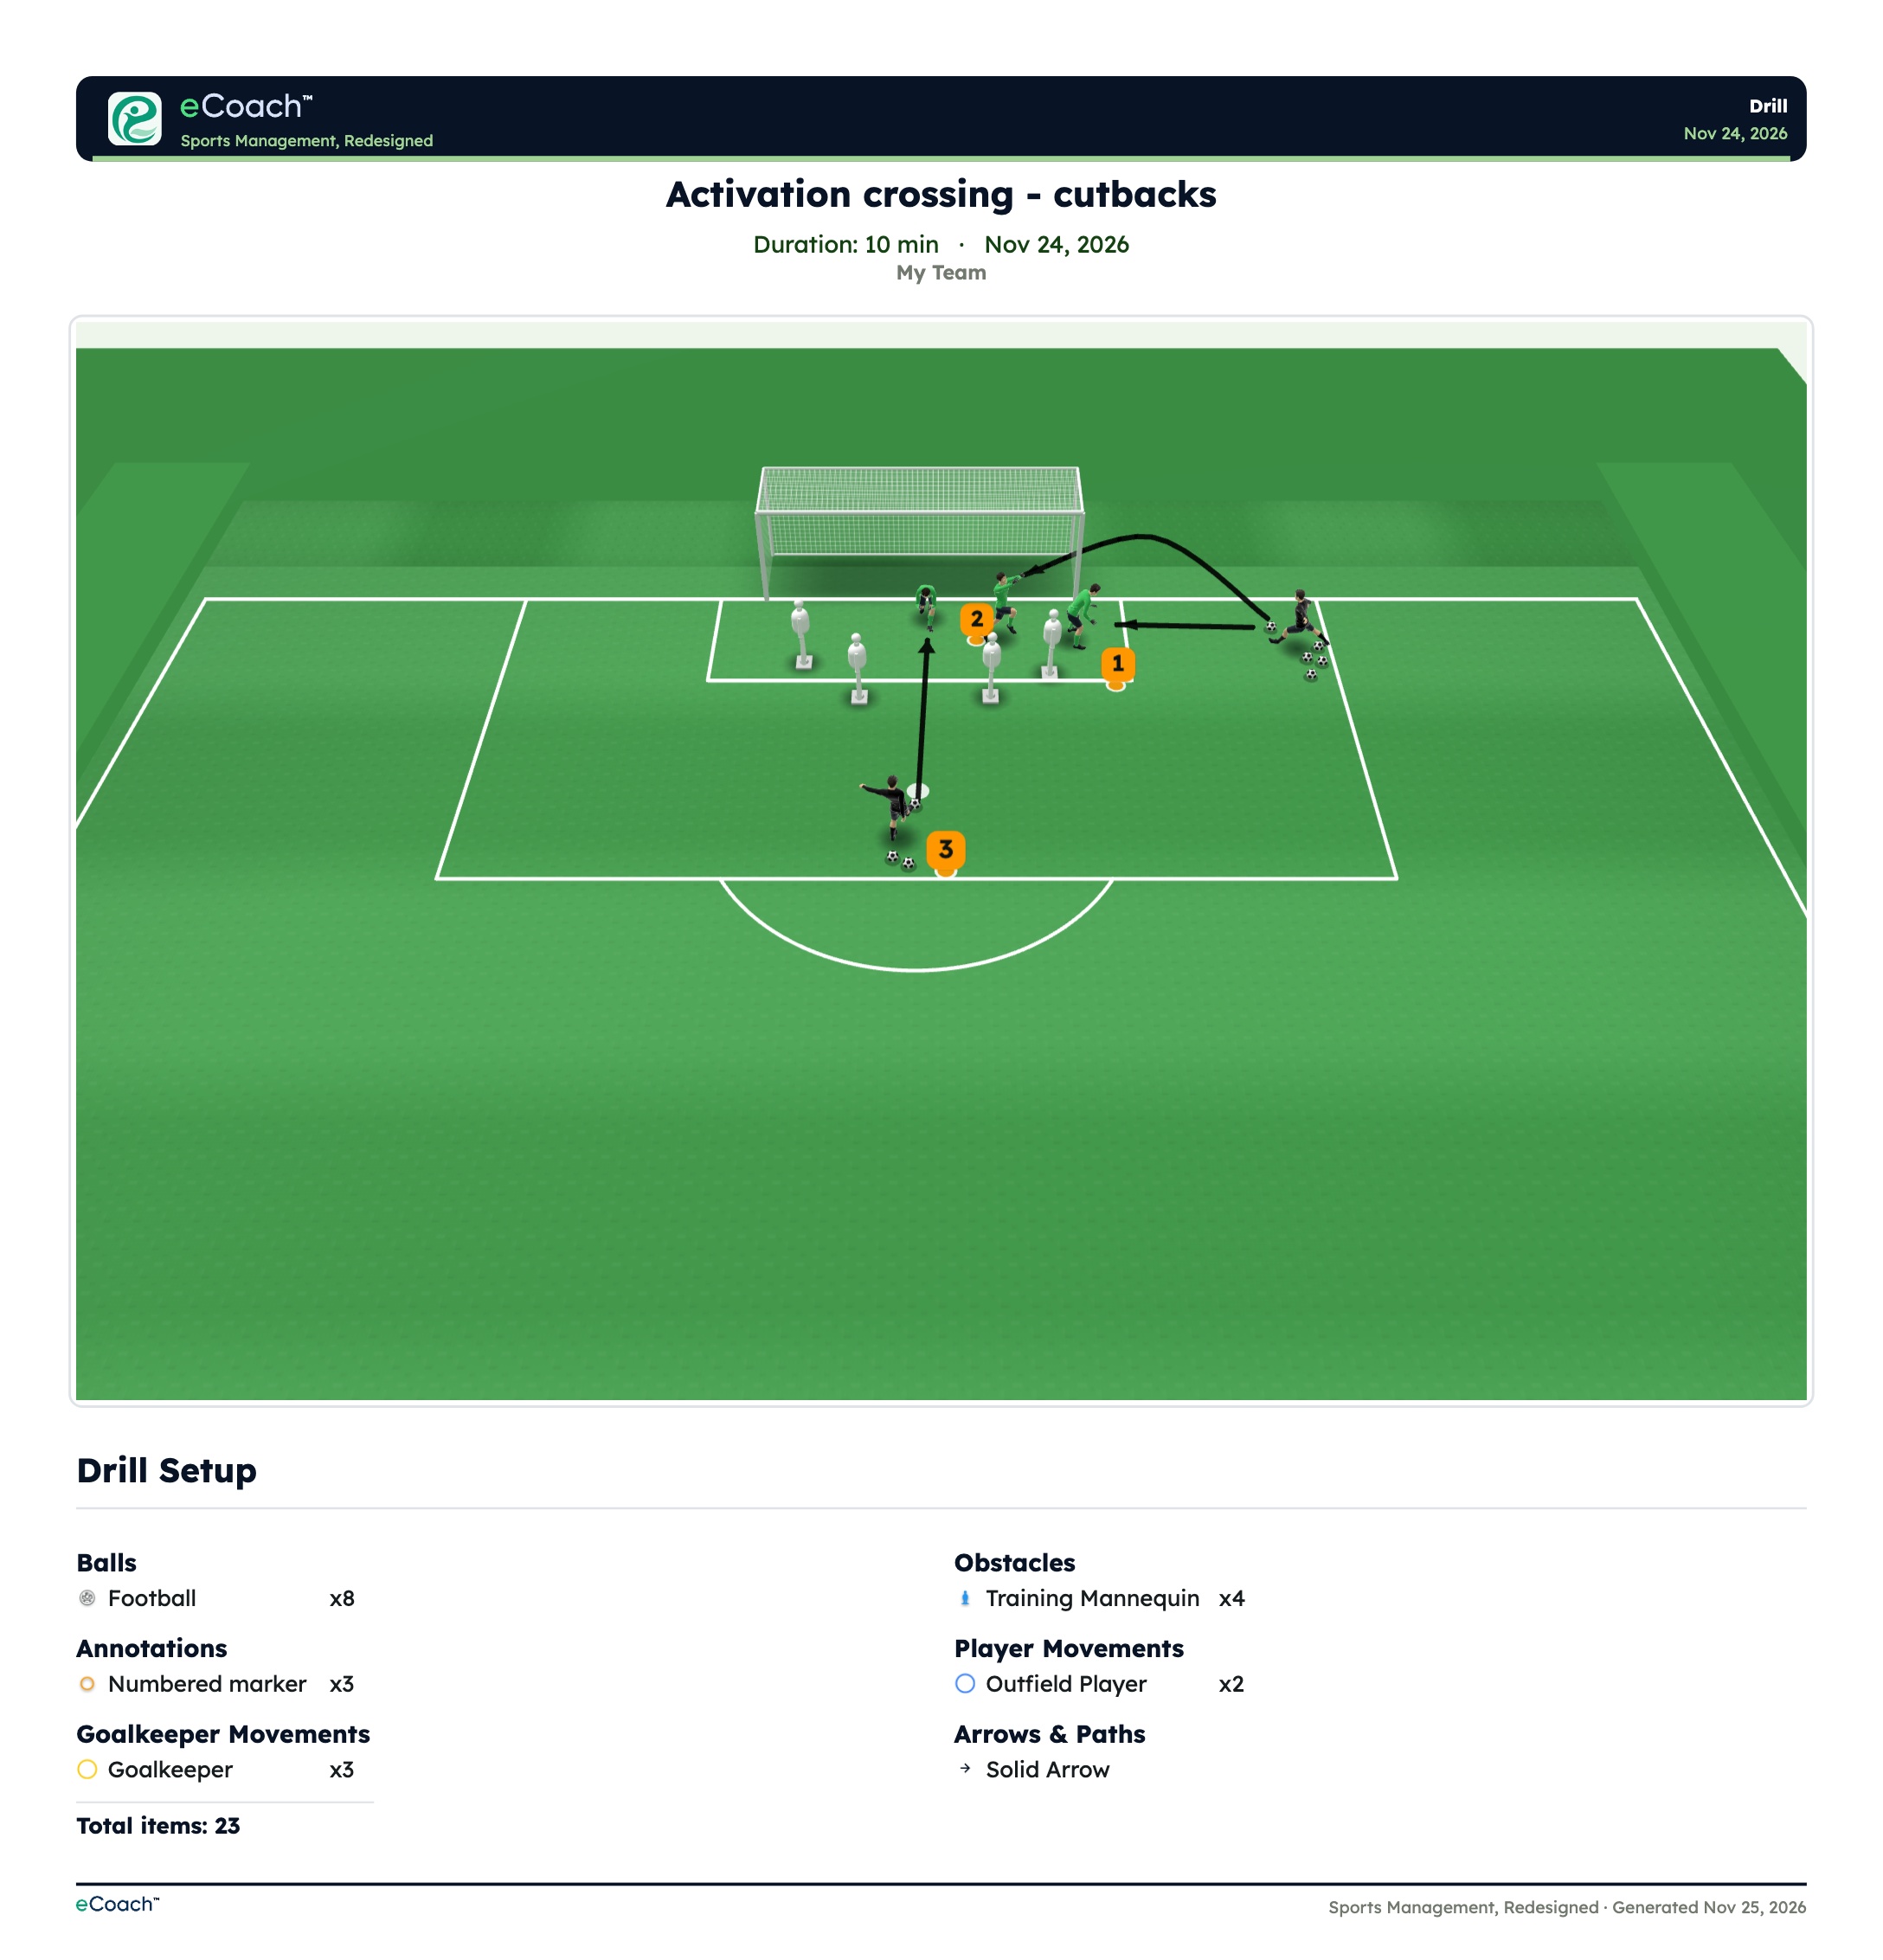 eCoach™
Sports Management, Redesigned
Drill
Nov 24, 2026
Activation crossing - cutbacks
Duration: 10 min · Nov 24, 2026
My Team
2
1
3
Drill Setup
Balls
Football x8
Annotations
Numbered marker x3
Goalkeeper Movements
Goalkeeper x3
Total items: 23
Obstacles
Training Mannequin x4
Player Movements
Outfield Player x2
Arrows & Paths
Solid Arrow
eCoach™
Sports Management, Redesigned · Generated Nov 25, 2026